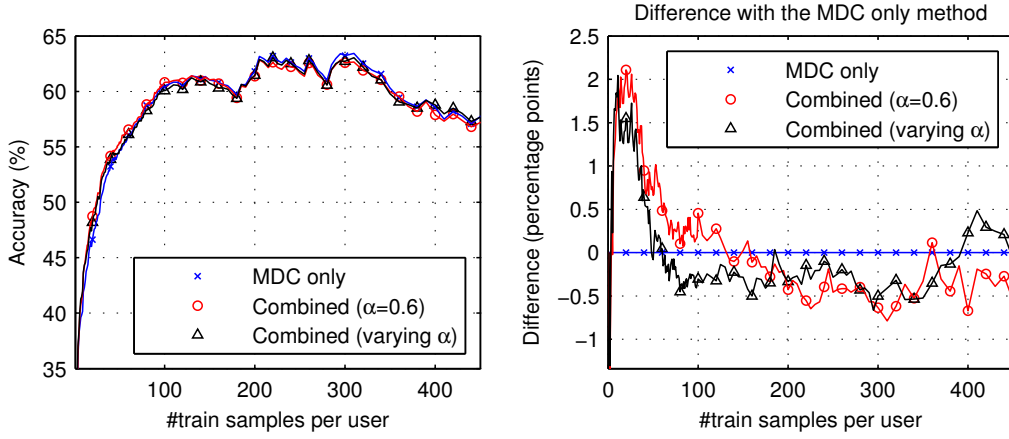 65
60
55
50
45
40
35
Accuracy (%)
MDC only
Combined (α=0.6)
Combined (varying α)
100
200
300
400
#train samples per user
Difference with the MDC only method
2.5
2
1.5
1
0.5
0
−0.5
−1
Difference (percentage points)
MDC only
Combined (α=0.6)
Combined (varying α)
0
100
200
300
400
#train samples per user